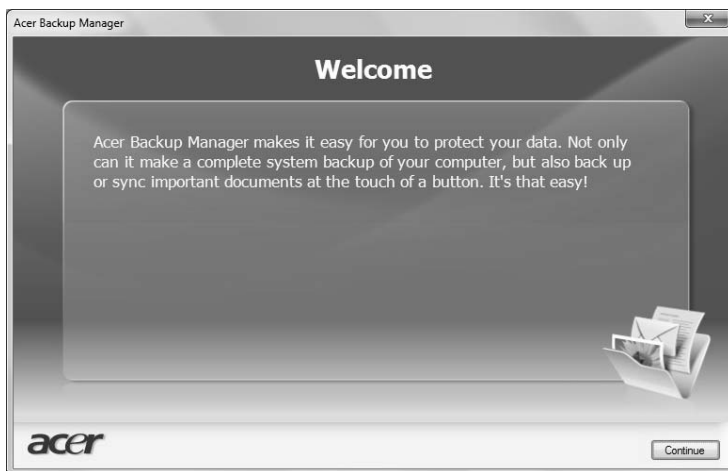 Acer Backup Manager
X
Welcome
Acer Backup Manager makes it easy for you to protect your data. Not only
can it make a complete system backup of your computer, but also back up
or sync important documents at the touch of a button. It's that easy!
acer
Continue